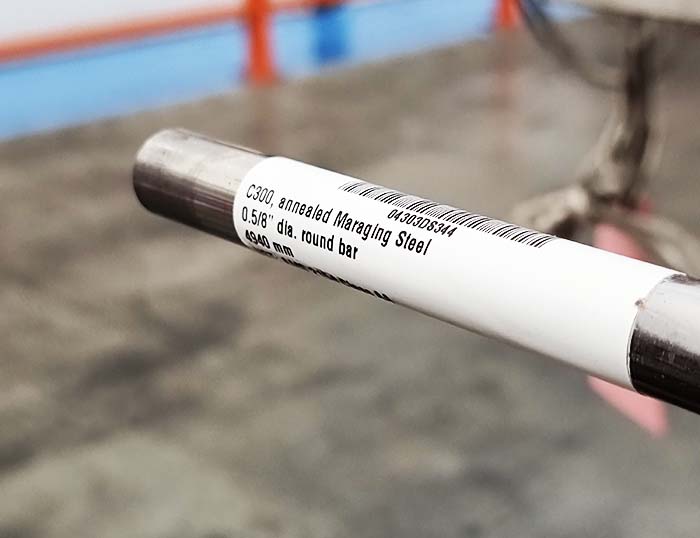 04303DS344
C300, annealed Maraging Steel
0.5/8" dia. round bar
4940 mm